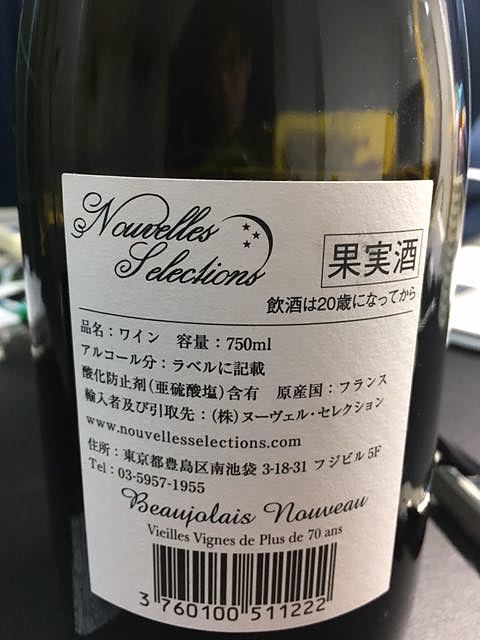 Nouvelles
Selections
果実酒
飲酒は20歳になってから
品名：ワイン　容量：750ml
アルコール分：ラベルに記載
酸化防止剤(亜硫酸塩)含有　原産国：フランス
輸入者及び引取先：(株)ヌーヴェル・セレクション
www.nouvellesselections.com
住所：東京都豊島区南池袋 3-18-31 フジビル 5F
Tel：03-5957-1955
Beaujolais Nouveau
Vieilles Vignes de Plus de 70 ans
3 760100 511222